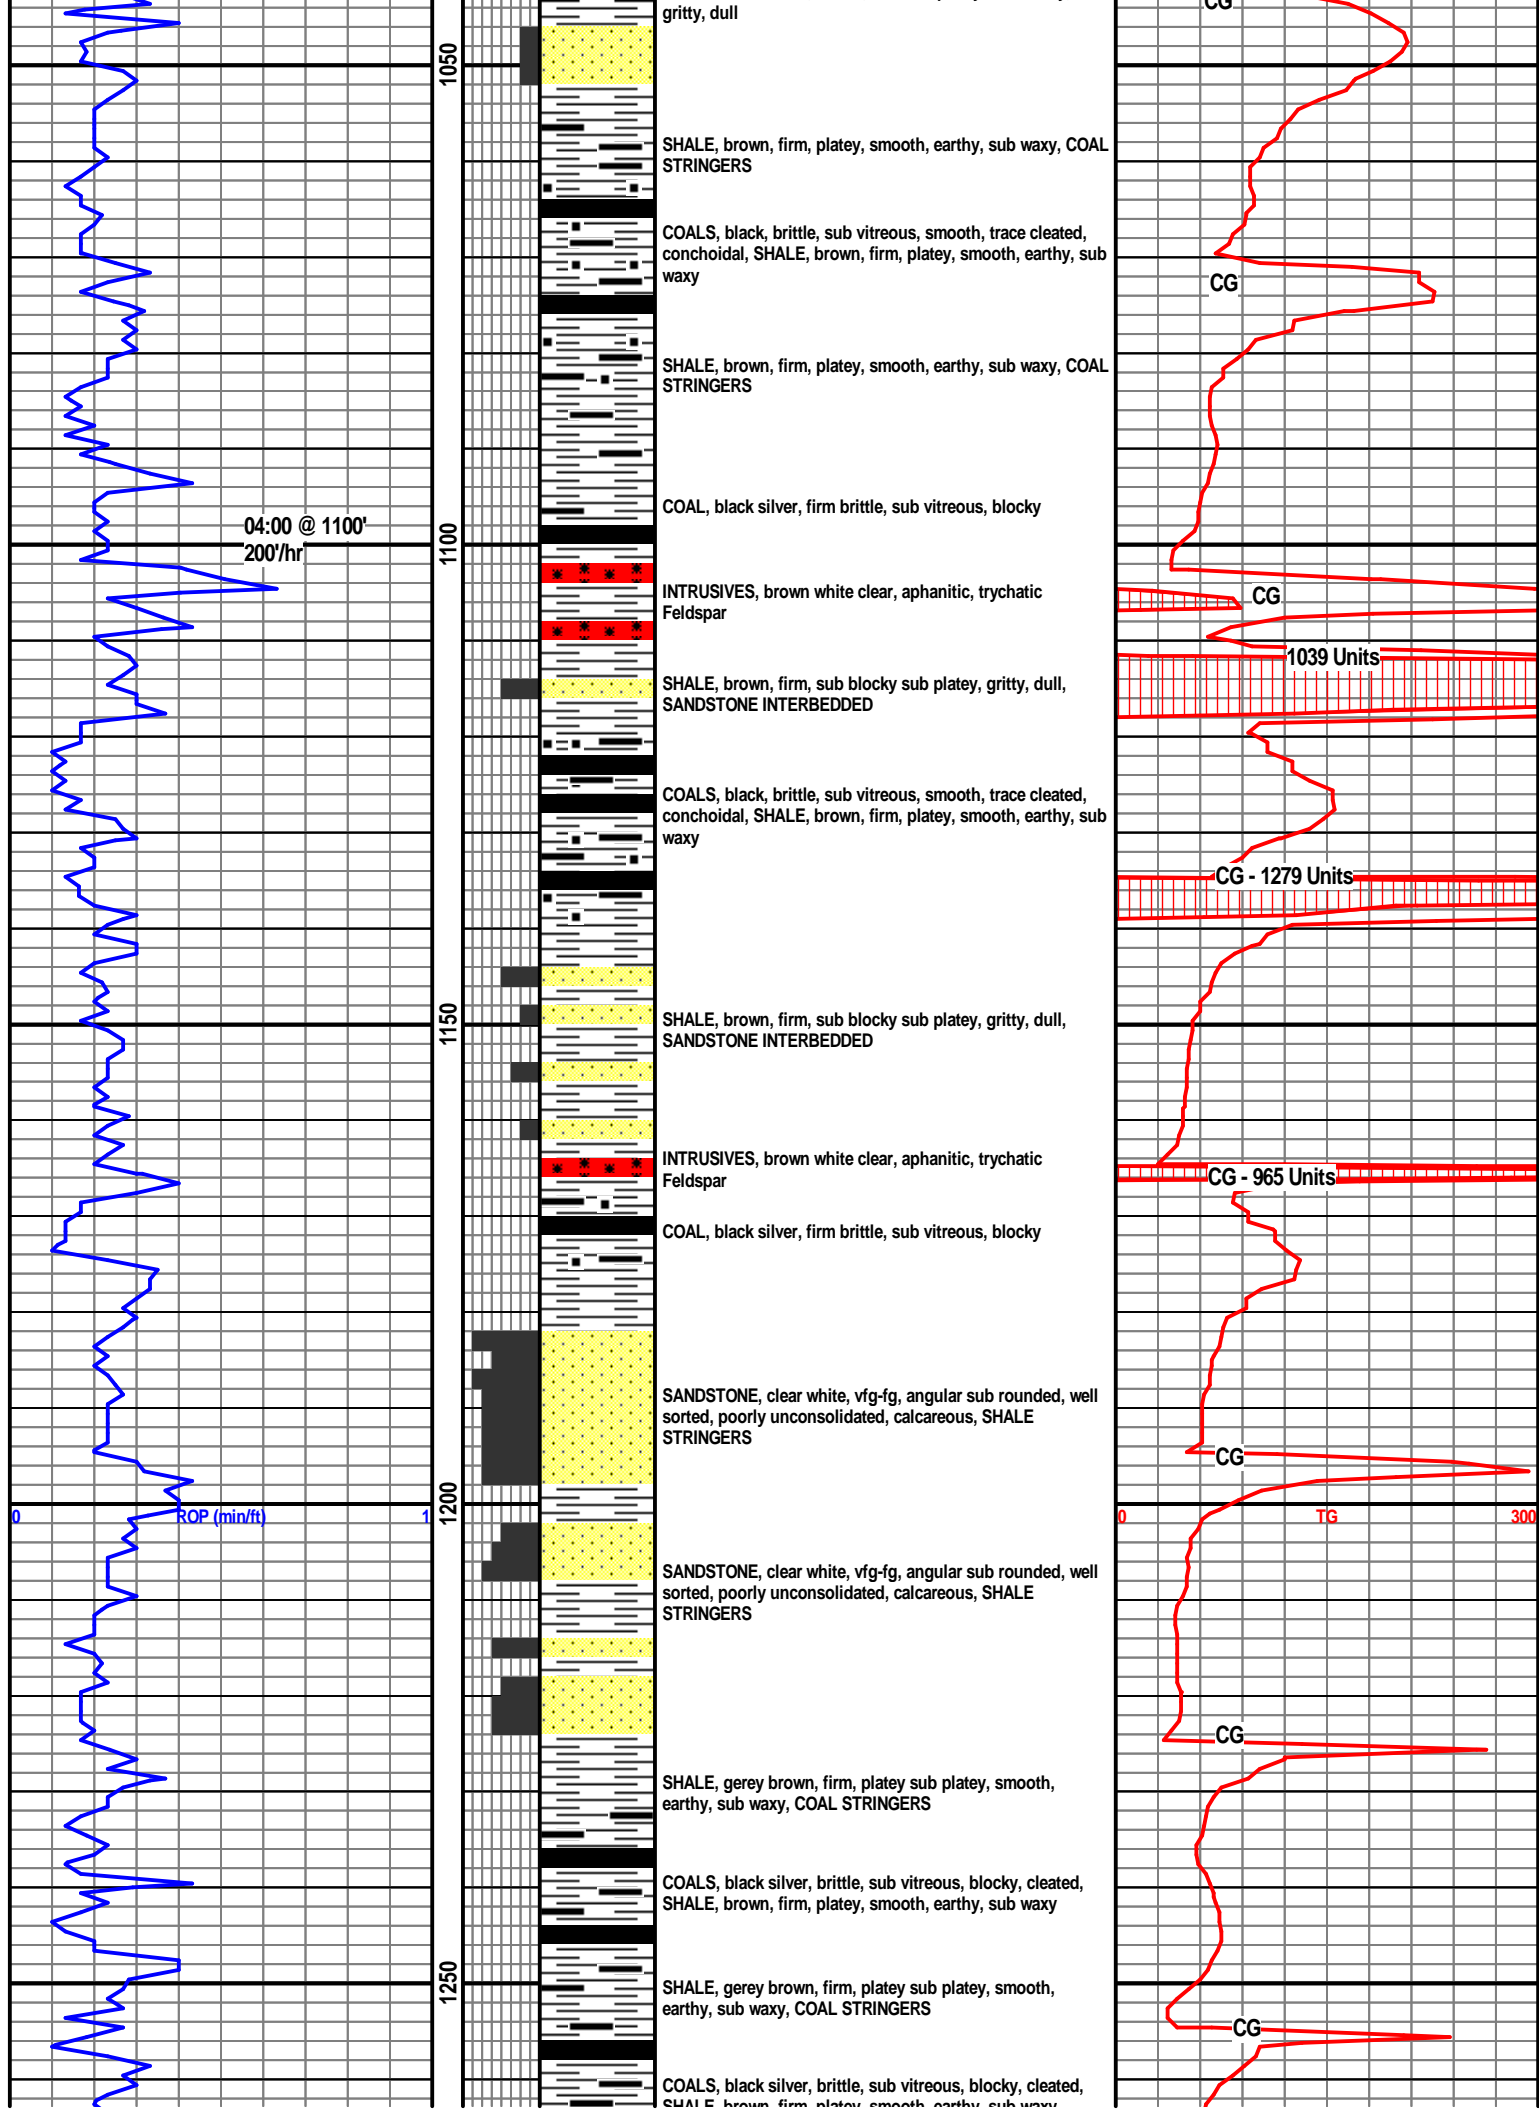 CG
gritty, dull
1050
SHALE, brown, firm, platey, smooth, earthy, sub waxy, COAL
STRINGERS
COALS, black, brittle, sub vitreous, smooth, trace cleated,
conchoidal, SHALE, brown, firm, platey, smooth, earthy, sub
waxy
CG
SHALE, brown, firm, platey, smooth, earthy, sub waxy, COAL
STRINGERS
COAL, black silver, firm brittle, sub vitreous, blocky
04:00 @ 1100'
200'/hr
1100
INTRUSIVES, brown white clear, aphanitic, trychatic
Feldspar
CG
1039 Units
SHALE, brown, firm, sub blocky sub platey, gritty, dull,
SANDSTONE INTERBEDDED
COALS, black, brittle, sub vitreous, smooth, trace cleated,
conchoidal, SHALE, brown, firm, platey, smooth, earthy, sub
waxy
CG - 1279 Units
1150
SHALE, brown, firm, sub blocky sub platey, gritty, dull,
SANDSTONE INTERBEDDED
INTRUSIVES, brown white clear, aphanitic, trychatic
Feldspar
CG - 965 Units
COAL, black silver, firm brittle, sub vitreous, blocky
SANDSTONE, clear white, vfg-fg, angular sub rounded, well
sorted, poorly unconsolidated, calcareous, SHALE
STRINGERS
CG
0 ROP (min/ft) 1
1200
0 TG 300
SANDSTONE, clear white, vfg-fg, angular sub rounded, well
sorted, poorly unconsolidated, calcareous, SHALE
STRINGERS
CG
SHALE, gerey brown, firm, platey sub platey, smooth,
earthy, sub waxy, COAL STRINGERS
COALS, black silver, brittle, sub vitreous, blocky, cleated,
SHALE, brown, firm, platey, smooth, earthy, sub waxy
1250
SHALE, gerey brown, firm, platey sub platey, smooth,
earthy, sub waxy, COAL STRINGERS
CG
COALS, black silver, brittle, sub vitreous, blocky, cleated,
SHALE, brown, firm, platey, smooth, earthy, sub waxy